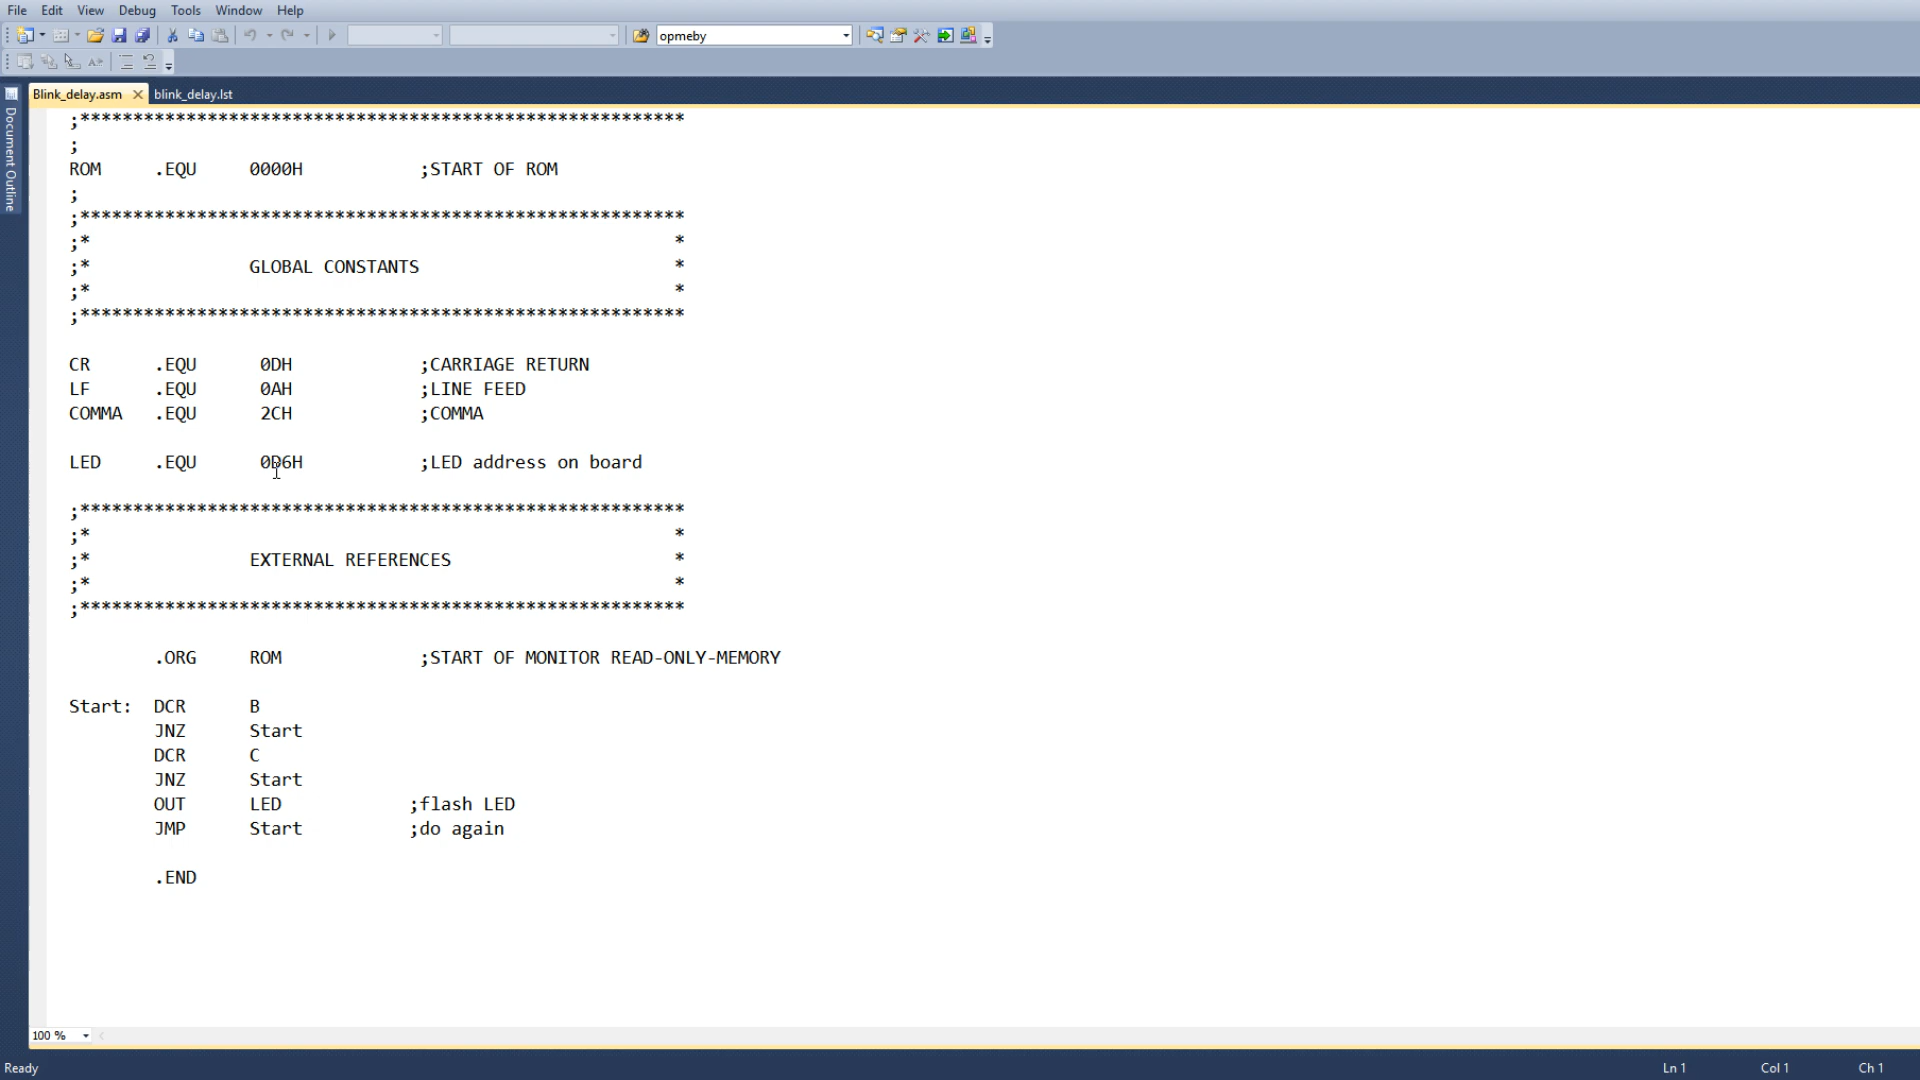 File Edit View Debug Tools Window Help
opmeby
Document Outline
Blink_delay.asm blink_delay.lst
;*********************************************************
;
ROM .EQU 0000H ;START OF ROM
;
;*********************************************************
;* *
;* GLOBAL CONSTANTS *
;* *
;*********************************************************
CR .EQU 0DH ;CARRIAGE RETURN
LF .EQU 0AH ;LINE FEED
COMMA .EQU 2CH ;COMMA
LED .EQU 0D6H ;LED address on board
;*********************************************************
;* *
;* EXTERNAL REFERENCES *
;* *
;*********************************************************
.ORG ROM ;START OF MONITOR READ-ONLY-MEMORY
Start: DCR B
JNZ Start
DCR C
JNZ Start
OUT LED ;flash LED
JMP Start ;do again
.END
100 %
Ready Ln 1 Col 1 Ch 1